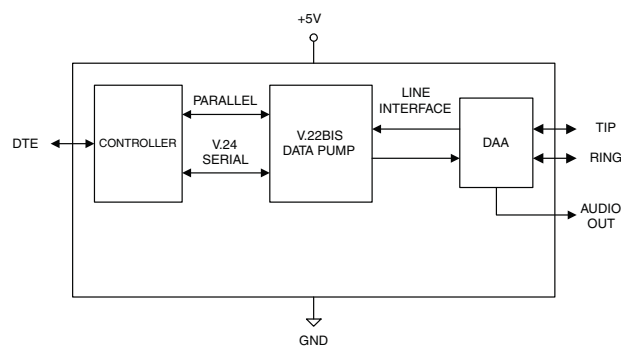 +5V
PARALLEL
LINE
INTERFACE
DTE
CONTROLLER
V.24
SERIAL
V.22BIS
DATA PUMP
DAA
TIP
RING
AUDIO
OUT
GND